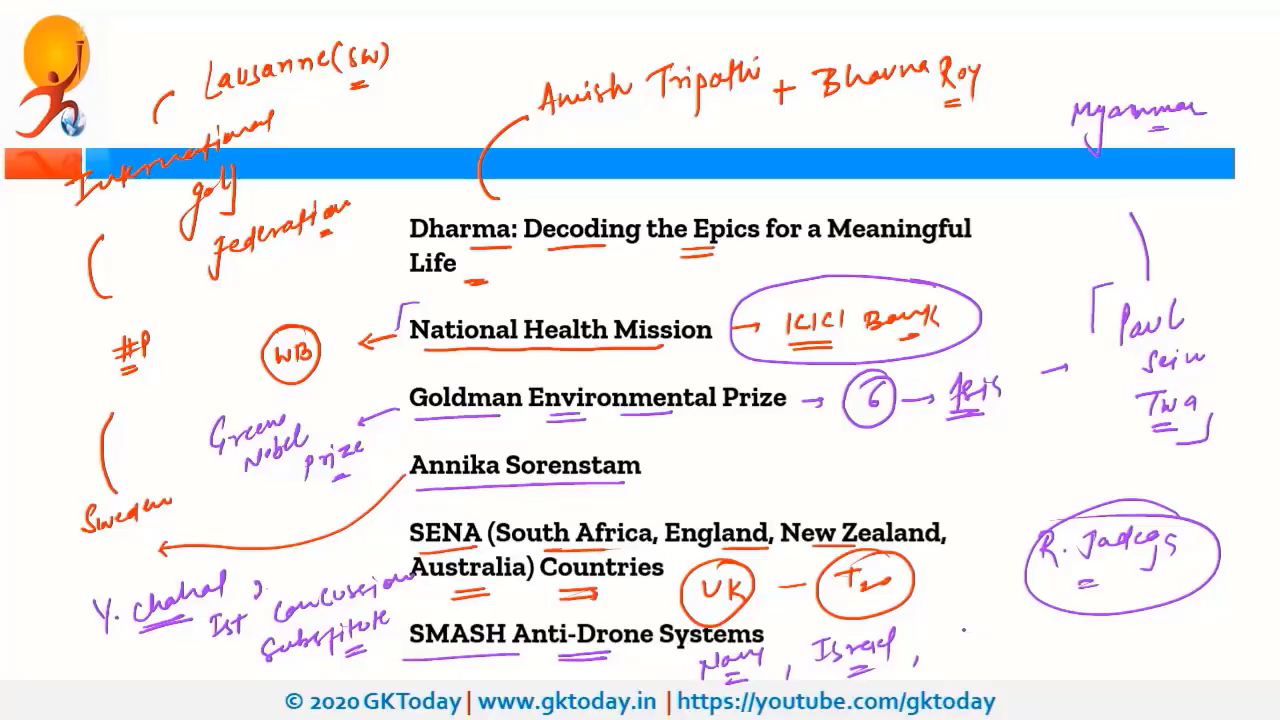 Lausanne (SW)
Amish Tripathi + Bhavna Roy
Myanmar
International
golf
Federation
Dharma: Decoding the Epics for a Meaningful
Life
National Health Mission → ICICI Bank
WB
#P
Paul
Sein
Twa
Goldman Environmental Prize → 6 →
Green
Nobel
Prize
Annika Sorenstam
Sweden
SENA (South Africa, England, New Zealand,
Australia) Countries
UK - T20
R. Jadega
Y. Chahal
Ist Concussion
Substitute
SMASH Anti-Drone Systems
Navy, Israel,
© 2020 GKToday | www.gktoday.in | https://youtube.com/gktoday